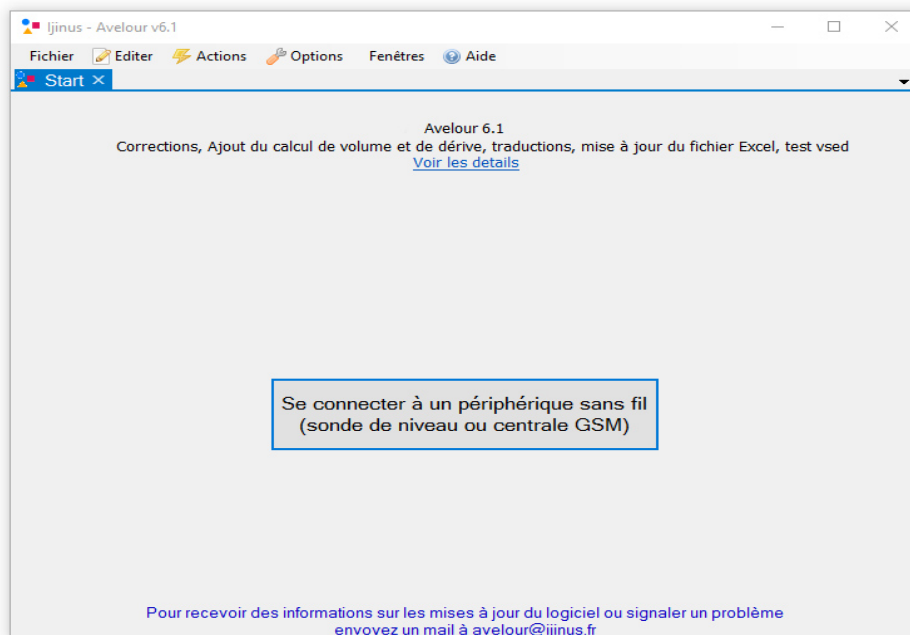 Ijinus - Avelour v6.1
Fichier Editer Actions Options Fenêtres Aide
Start
Avelour 6.1
Corrections, Ajout du calcul de volume et de dérive, traductions, mise à jour du fichier Excel, test vsed
Voir les details
Se connecter à un périphérique sans fil
(sonde de niveau ou centrale GSM)
Pour recevoir des informations sur les mises à jour du logiciel ou signaler un problème
envoyez un mail à avelour@ijinus.fr